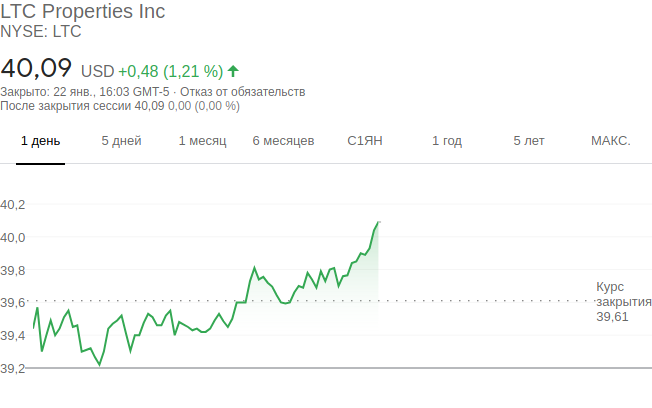 LTC Properties Inc
NYSE: LTC
40,09 USD +0,48 (1,21 %)
Закрыто: 22 янв., 16:03 GMT-5 · Отказ от обязательств
После закрытия сессии 40,09 0,00 (0,00 %)
1 день 5 дней 1 месяц 6 месяцев С1ЯН 1 год 5 лет МАКС.
40,2
40,0
39,8
39,6
39,4
39,2
Курс
закрытия
39,61